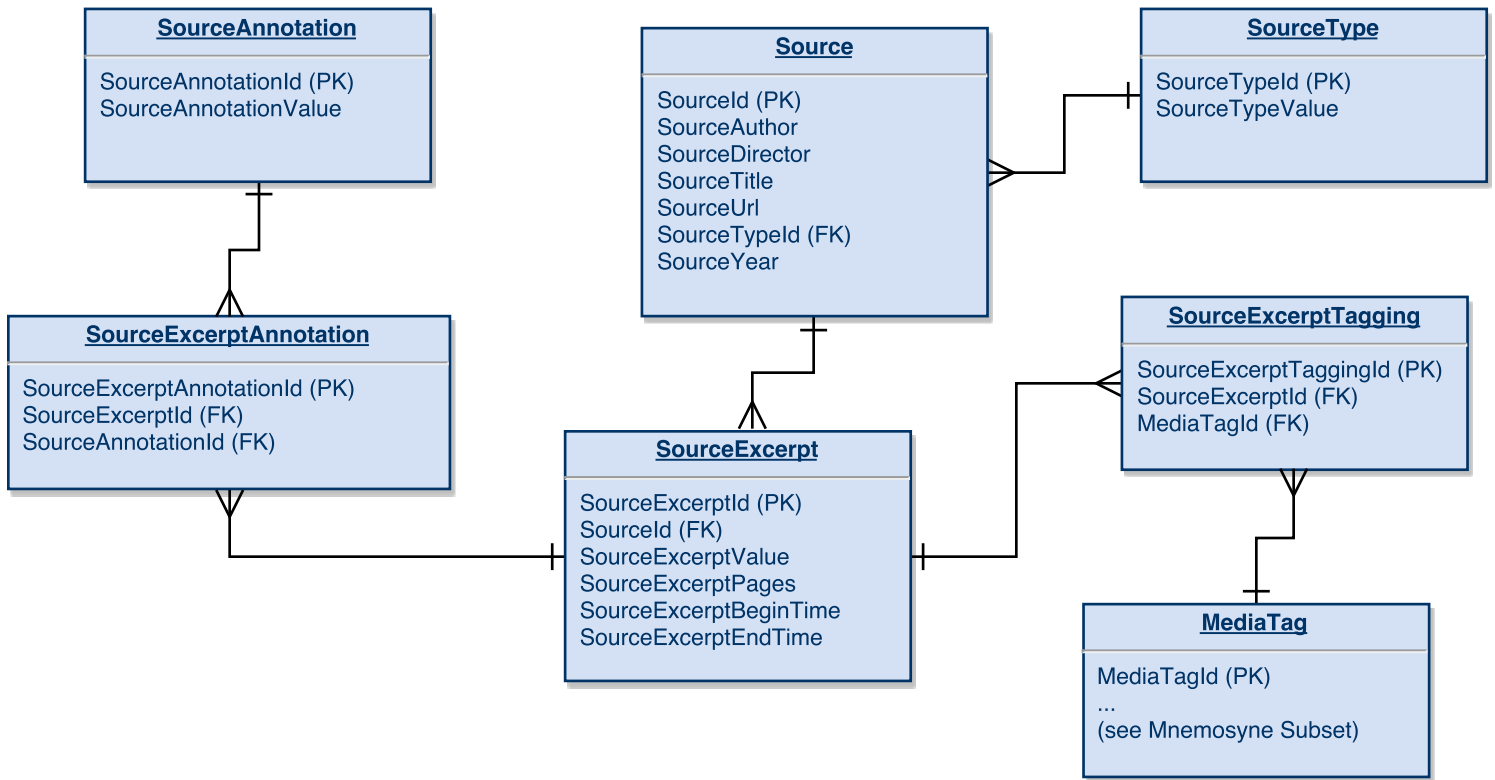 SourceAnnotation
SourceAnnotationId (PK)
SourceAnnotationValue
Source
SourceId (PK)
SourceAuthor
SourceDirector
SourceTitle
SourceUrl
SourceTypeId (FK)
SourceYear
SourceType
SourceTypeId (PK)
SourceTypeValue
SourceExcerptAnnotation
SourceExcerptAnnotationId (PK)
SourceExcerptId (FK)
SourceAnnotationId (FK)
SourceExcerpt
SourceExcerptId (PK)
SourceId (FK)
SourceExcerptValue
SourceExcerptPages
SourceExcerptBeginTime
SourceExcerptEndTime
SourceExcerptTagging
SourceExcerptTaggingId (PK)
SourceExcerptId (FK)
MediaTagId (FK)
MediaTag
MediaTagId (PK)
...
(see Mnemosyne Subset)